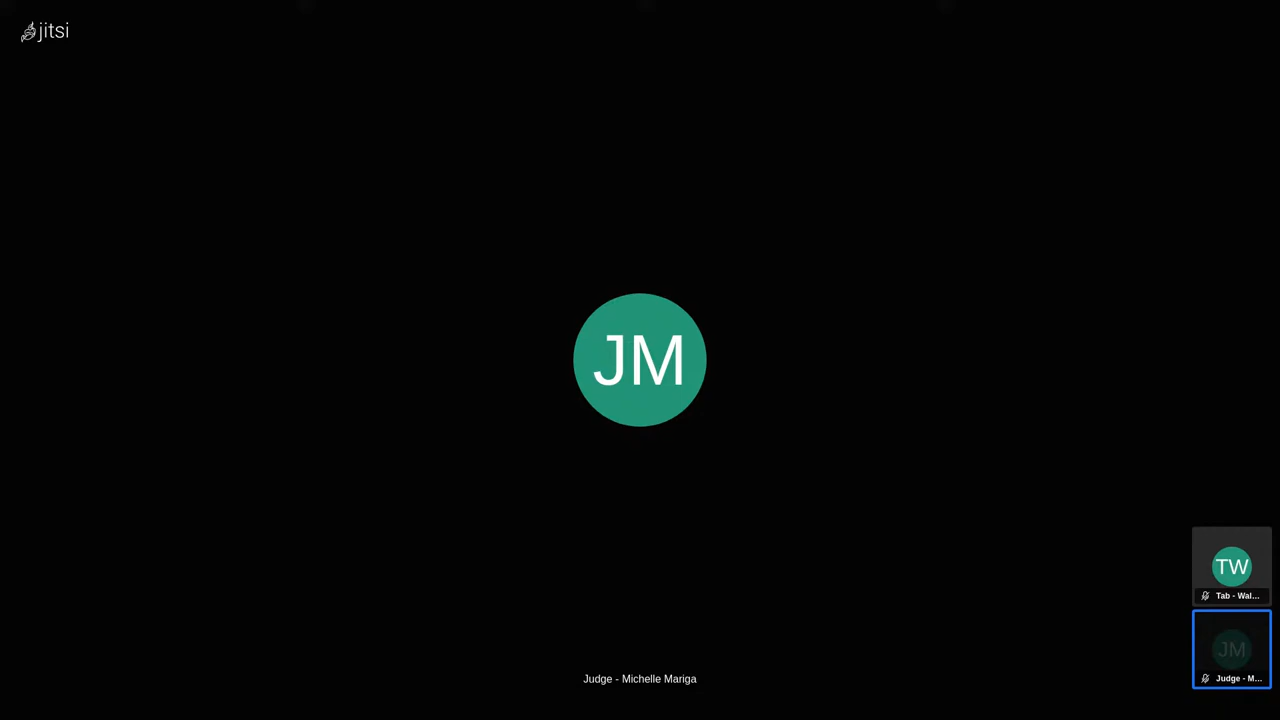 jitsi
JM
TW
Tab - Wal...
JM
Judge - M...
Judge - Michelle Mariga